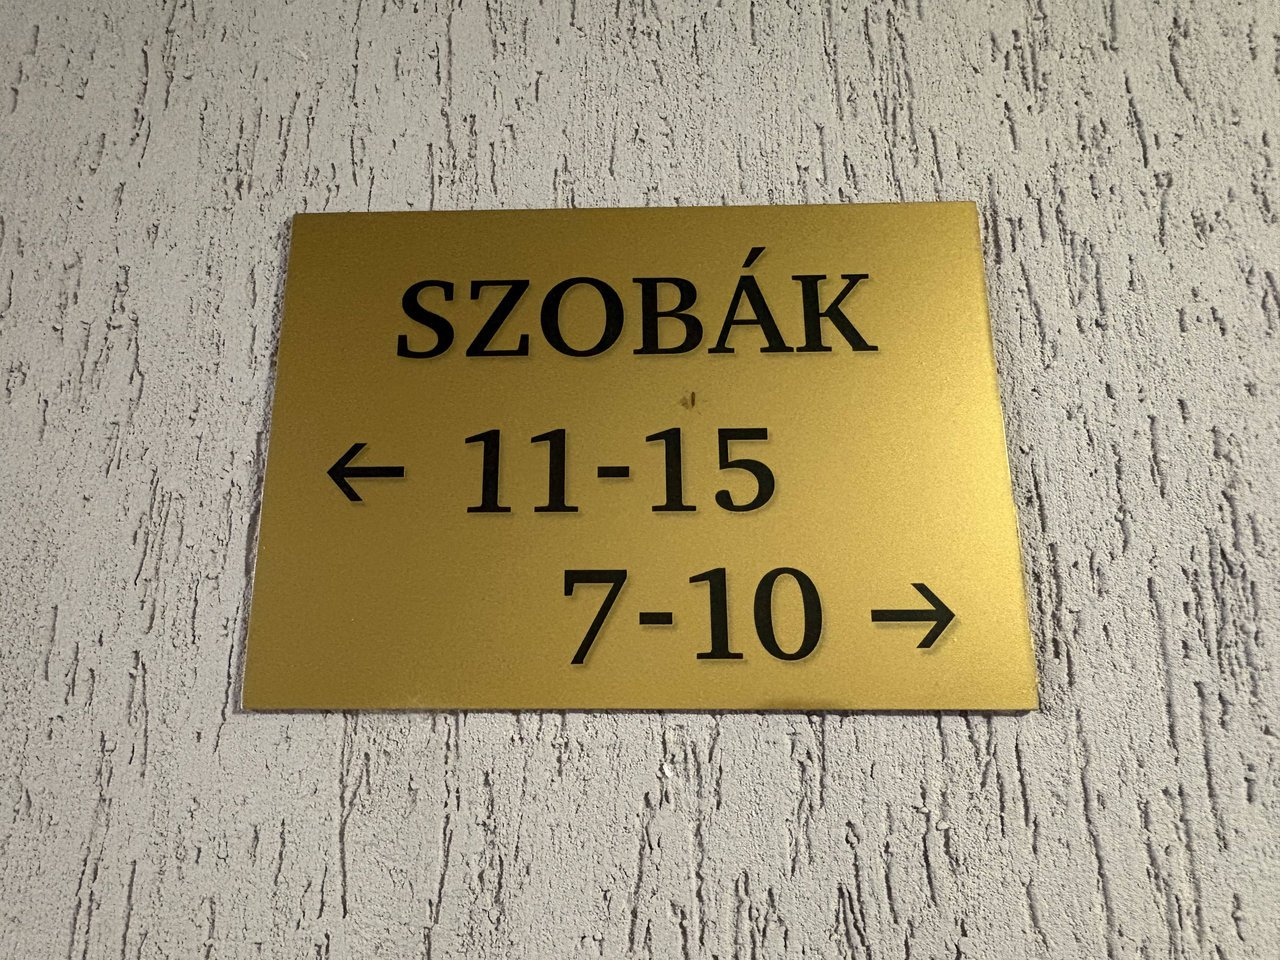 SZOBÁK
← 11-15
7-10 →